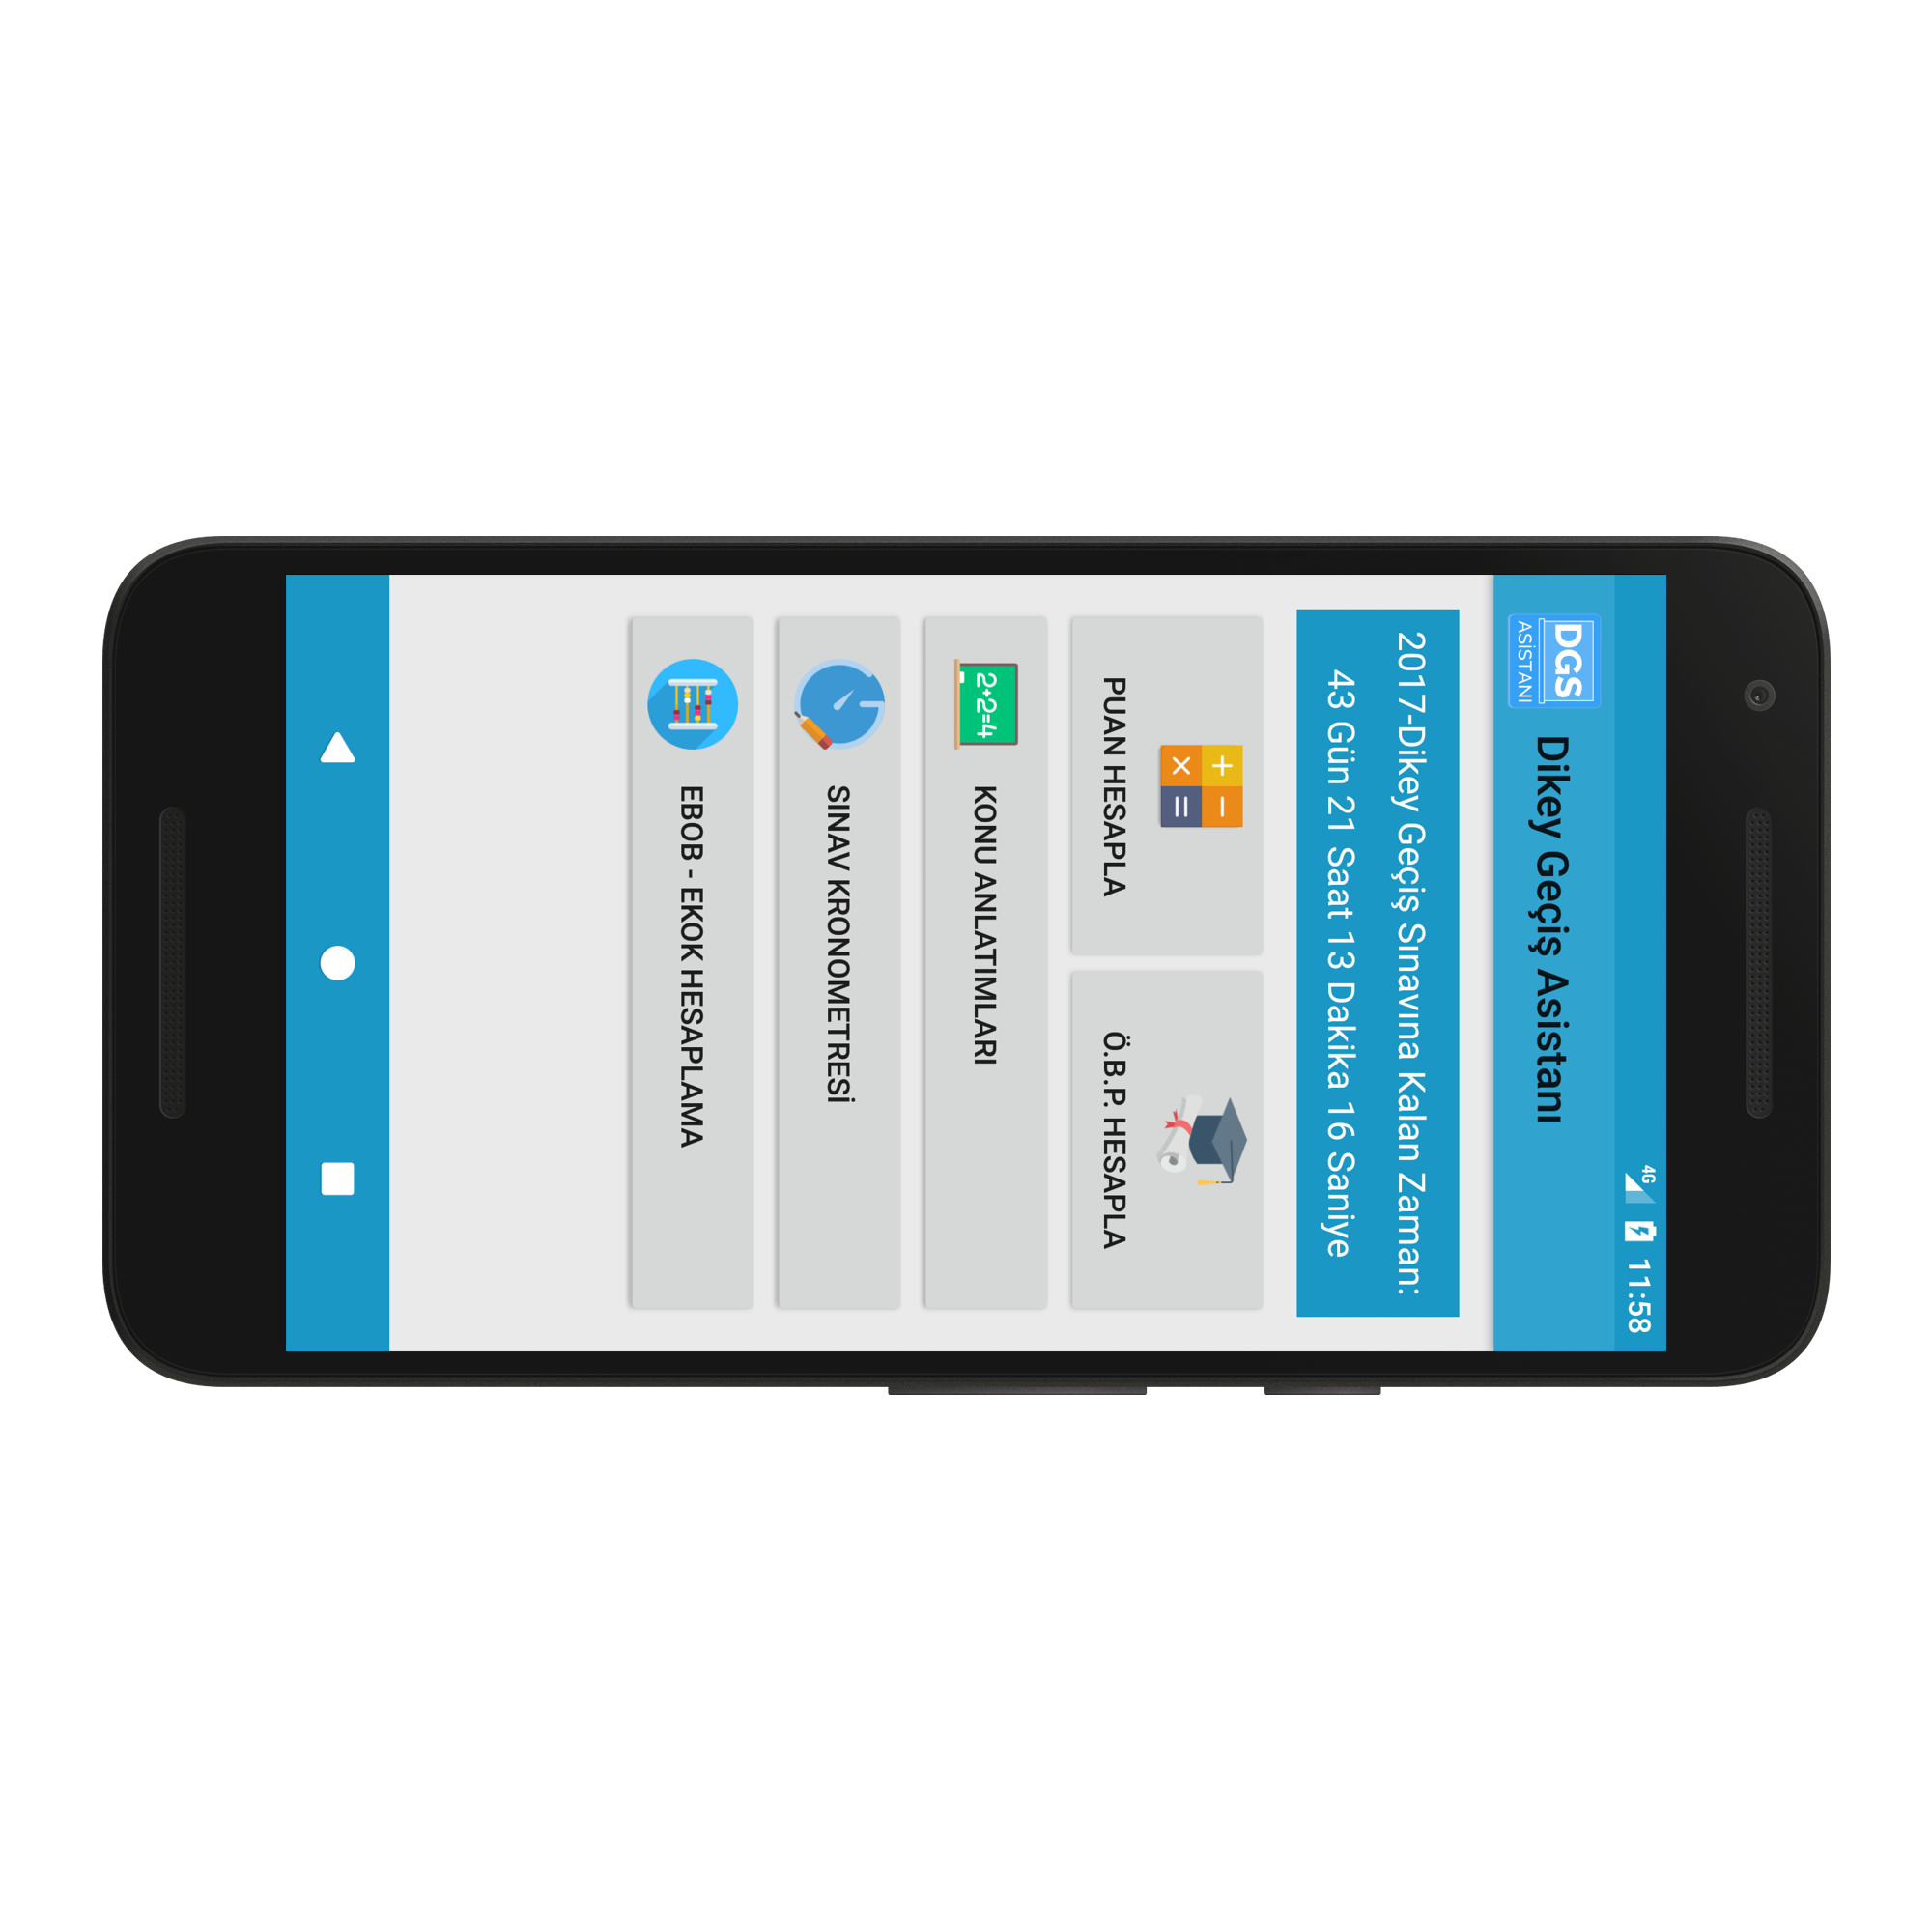 4G 11:58
DGS
ASİSTANI
Dikey Geçiş Asistanı
2017-Dikey Geçiş Sınavına Kalan Zaman:
43 Gün 21 Saat 13 Dakika 16 Saniye
+ −
× =
PUAN HESAPLA
Ö.B.P. HESAPLA
2+2=4
KONU ANLATIMLARI
SINAV KRONOMETRESİ
EBOB - EKOK HESAPLAMA